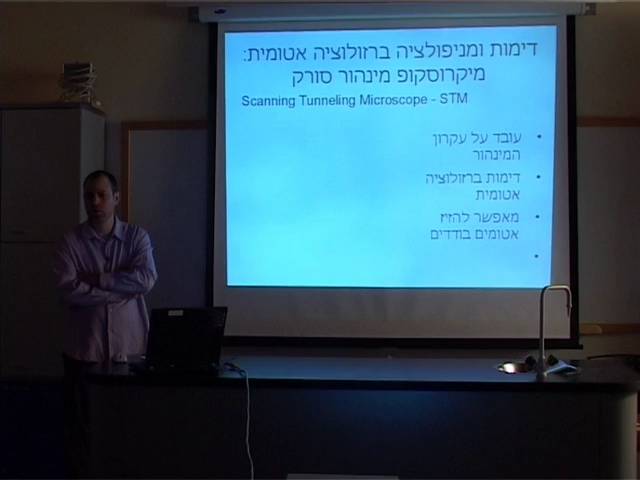 דימות ומניפולציה ברזולוציה אטומית:
מיקרוסקופ מינהור סורק
Scanning Tunneling Microscope - STM
• עובד על עקרון
המינהור
• דימות ברזולוציה
אטומית
• מאפשר להזיז
אטומים בודדים
•